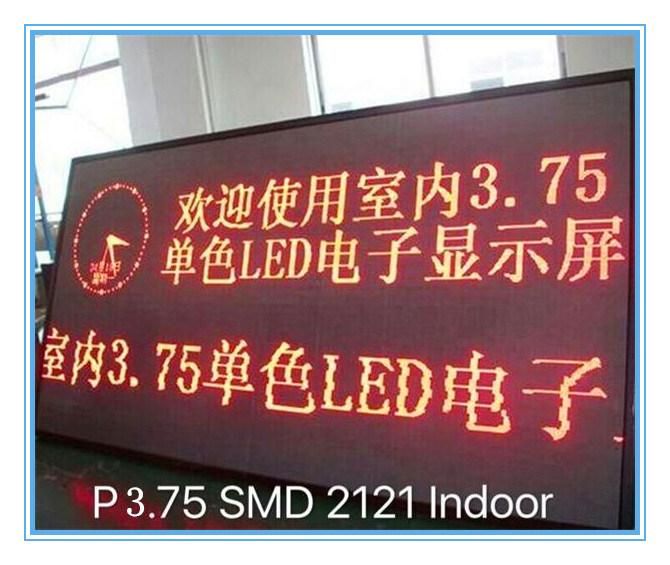 欢迎使用室内3.75
单色LED电子显示屏
室内3.75单色LED电子
P3.75 SMD 2121 Indoor